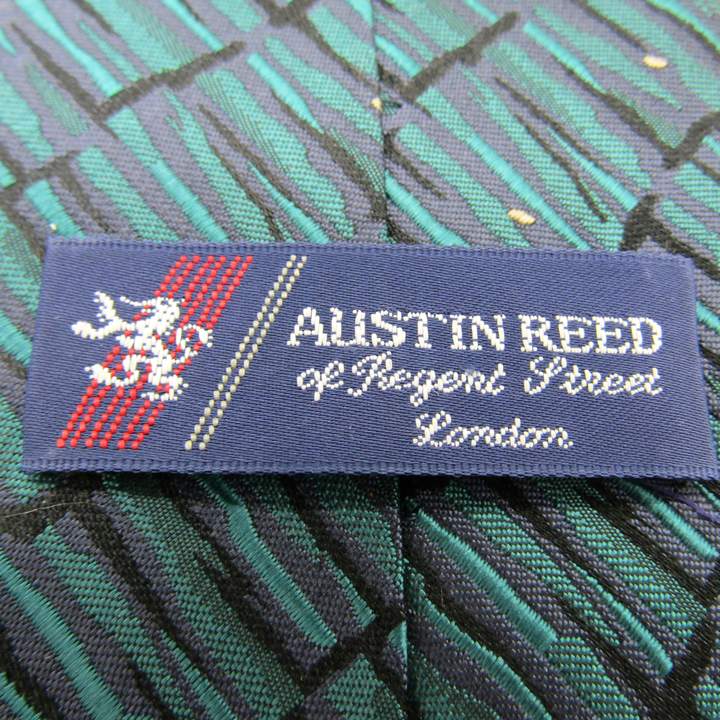 AUSTIN REED
of Regent Street
London